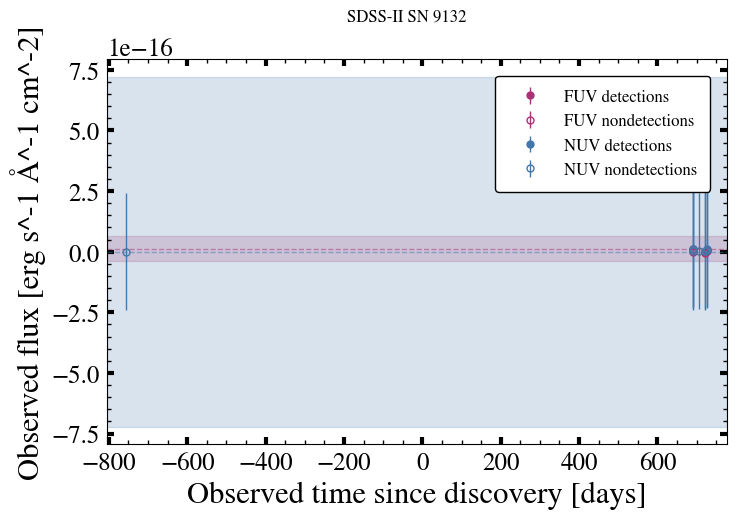 SDSS-II SN 9132
1e−16
Observed flux [erg s^-1 Å^-1 cm^-2]
7.5
5.0
2.5
0.0
−2.5
−5.0
−7.5
FUV detections
FUV nondetections
NUV detections
NUV nondetections
−800 −600 −400 −200 0 200 400 600
Observed time since discovery [days]